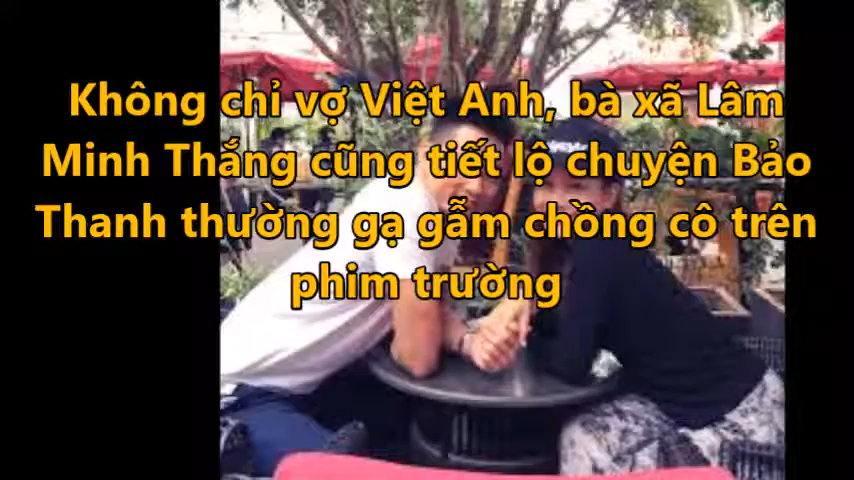 Không chỉ vợ Việt Anh, bà xã Lâm
Minh Thắng cũng tiết lộ chuyện Bảo
Thanh thường gạ gẫm chồng cô trên
phim trường